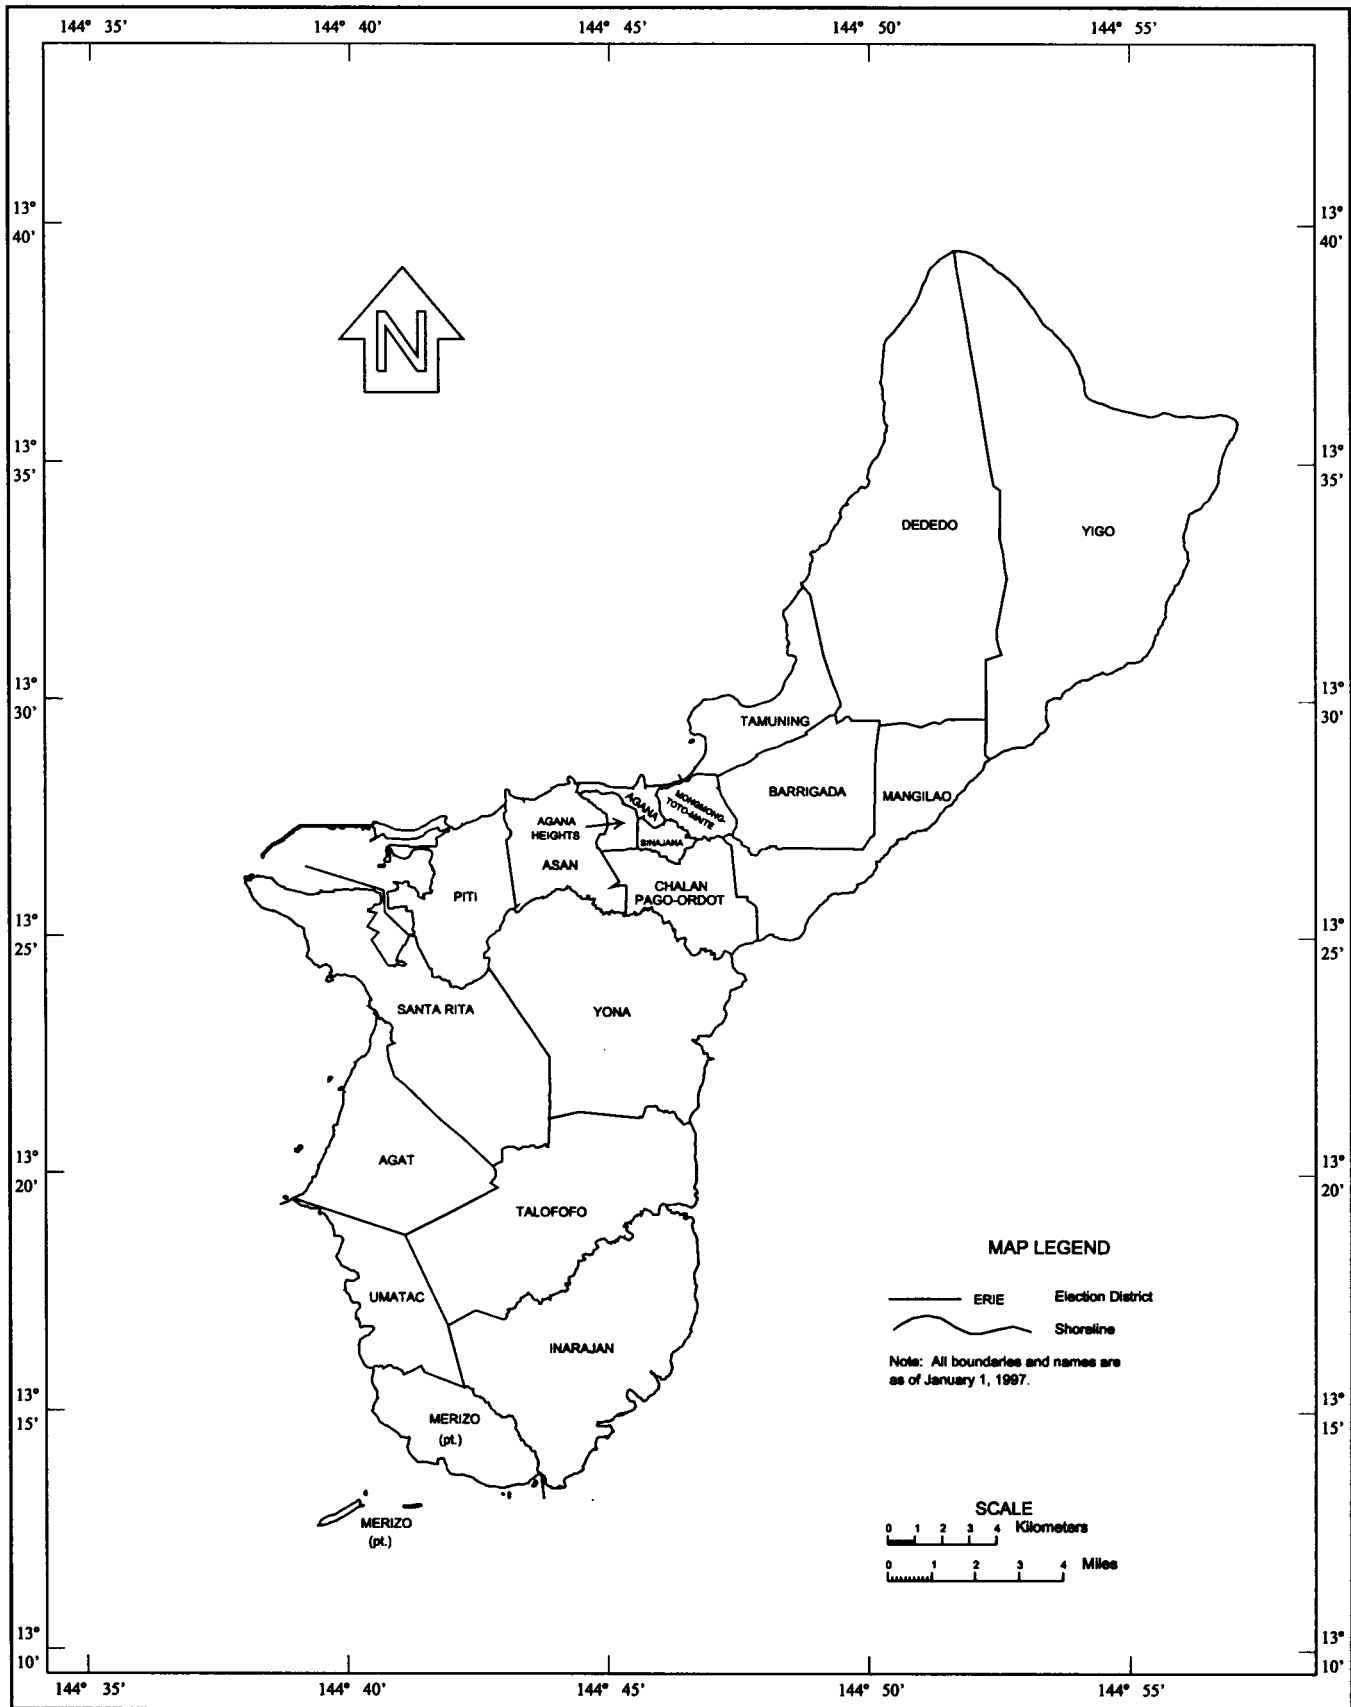 144° 35' 144° 40' 144° 45' 144° 50' 144° 55'
13°
40'
13°
40'
N
13°
35'
13°
35'
DEDEDO
YIGO
13°
30'
13°
30'
TAMUNING
BARRIGADA
MANGILAO
AGANA
MONGMONG-
TOTO-MAITE
AGANA
HEIGHTS
SINAJANA
ASAN
CHALAN
PAGO-ORDOT
PITI
13°
25'
13°
25'
SANTA RITA
YONA
AGAT
13°
20'
13°
20'
TALOFOFO
MAP LEGEND
UMATAC
ERIE Election District
Shoreline
INARAJAN
Note: All boundaries and names are
as of January 1, 1997.
13°
15'
13°
15'
MERIZO
(pt.)
MERIZO
(pt.)
SCALE
0 1 2 3 4 Kilometers
0 1 2 3 4 Miles
13°
10'
13°
10'
144° 35' 144° 40' 144° 45' 144° 50' 144° 55'